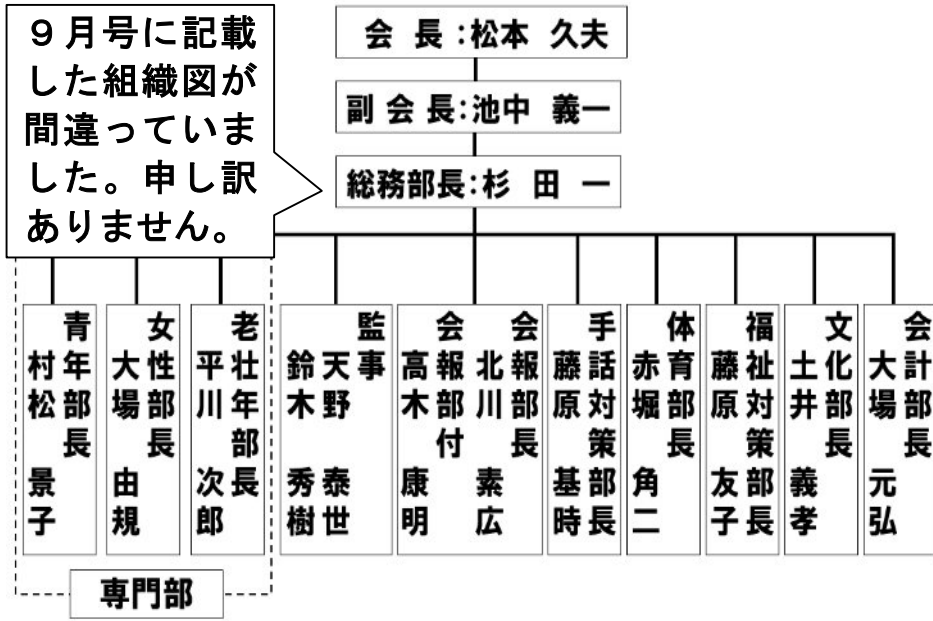 ９月号に記載
した組織図が
間違っていま
した。申し訳
ありません。
会長：松本 久夫
副会長：池中 義一
総務部長：杉田 一
会計部長
大場 元弘
文化部長
土井 義孝
福祉対策部長
藤原 友子
体育部長
赤堀 角二
手話対策部長
藤原 基時
会報部長
北川 素広
会報部付
高木 康明
監事
天野 泰世
鈴木 秀樹
老壮年部長
平川 次郎
女性部長
大場 由規
青年部長
村松 景子
専門部